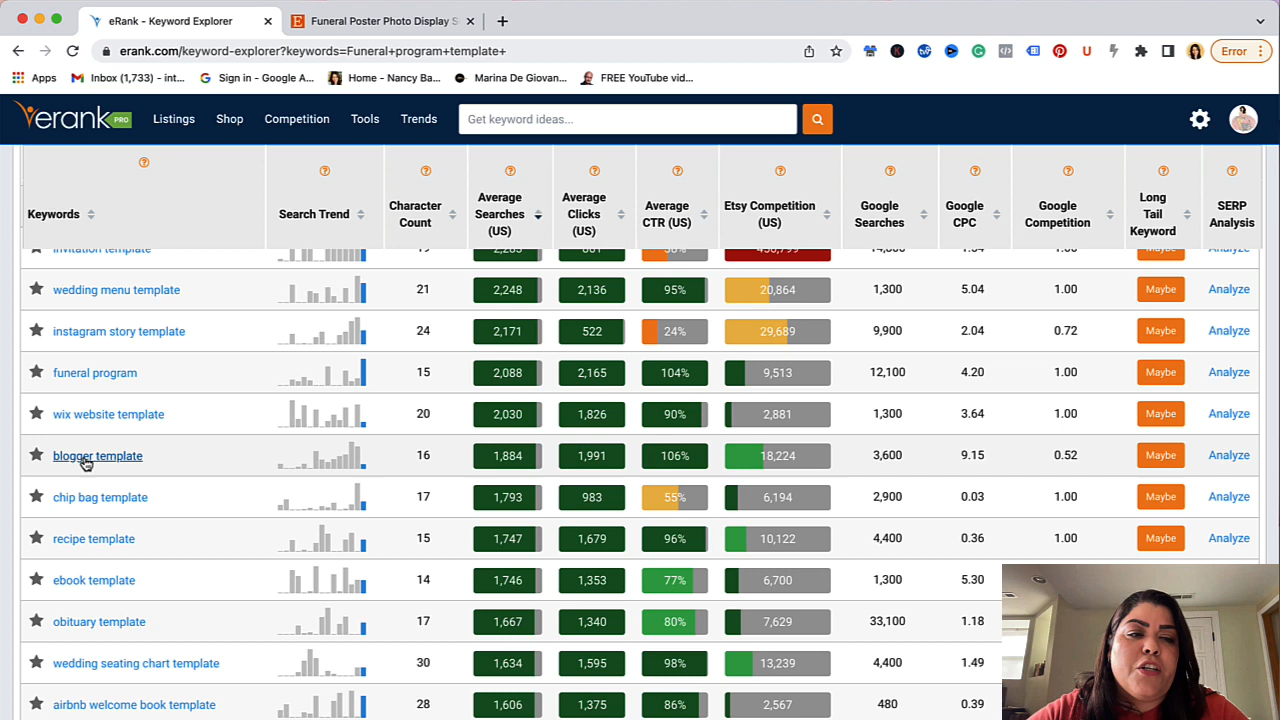 eRank - Keyword Explorer
Funeral Poster Photo Display S
erank.com/keyword-explorer?keywords=Funeral+program+template+
Error
Apps
Inbox (1,733) - int...
Sign in - Google A...
Home - Nancy Ba...
Marina De Giovan...
FREE YouTube vid...
erank PRO
Listings
Shop
Competition
Tools
Trends
Get keyword ideas...
Keywords
Search Trend
Character Count
Average Searches (US)
Average Clicks (US)
Average CTR (US)
Etsy Competition (US)
Google Searches
Google CPC
Google Competition
Long Tail Keyword
SERP Analysis
invitation template
wedding menu template 21 2,248 2,136 95% 20,864 1,300 5.04 1.00 Maybe Analyze
instagram story template 24 2,171 522 24% 29,689 9,900 2.04 0.72 Maybe Analyze
funeral program 15 2,088 2,165 104% 9,513 12,100 4.20 1.00 Maybe Analyze
wix website template 20 2,030 1,826 90% 2,881 1,300 3.64 1.00 Maybe Analyze
blogger template 16 1,884 1,991 106% 18,224 3,600 9.15 0.52 Maybe Analyze
chip bag template 17 1,793 983 55% 6,194 2,900 0.03 1.00 Maybe Analyze
recipe template 15 1,747 1,679 96% 10,122 4,400 0.36 1.00 Maybe Analyze
ebook template 14 1,746 1,353 77% 6,700 1,300 5.30
obituary template 17 1,667 1,340 80% 7,629 33,100 1.18
wedding seating chart template 30 1,634 1,595 98% 13,239 4,400 1.49
airbnb welcome book template 28 1,606 1,375 86% 2,567 480 0.39